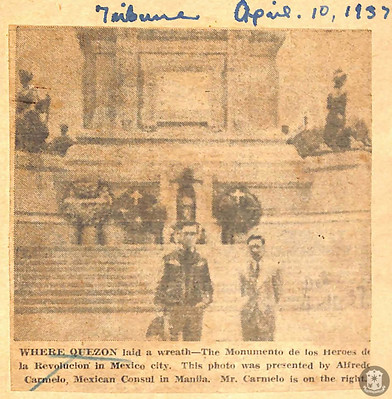 Tribune April. 10, 1937
WHERE QUEZON laid a wreath—The Monumento de los Heroes de
la Revolucion in Mexico city. This photo was presented by Alfredo
Carmelo, Mexican Consul in Manila. Mr. Carmelo is on the right.